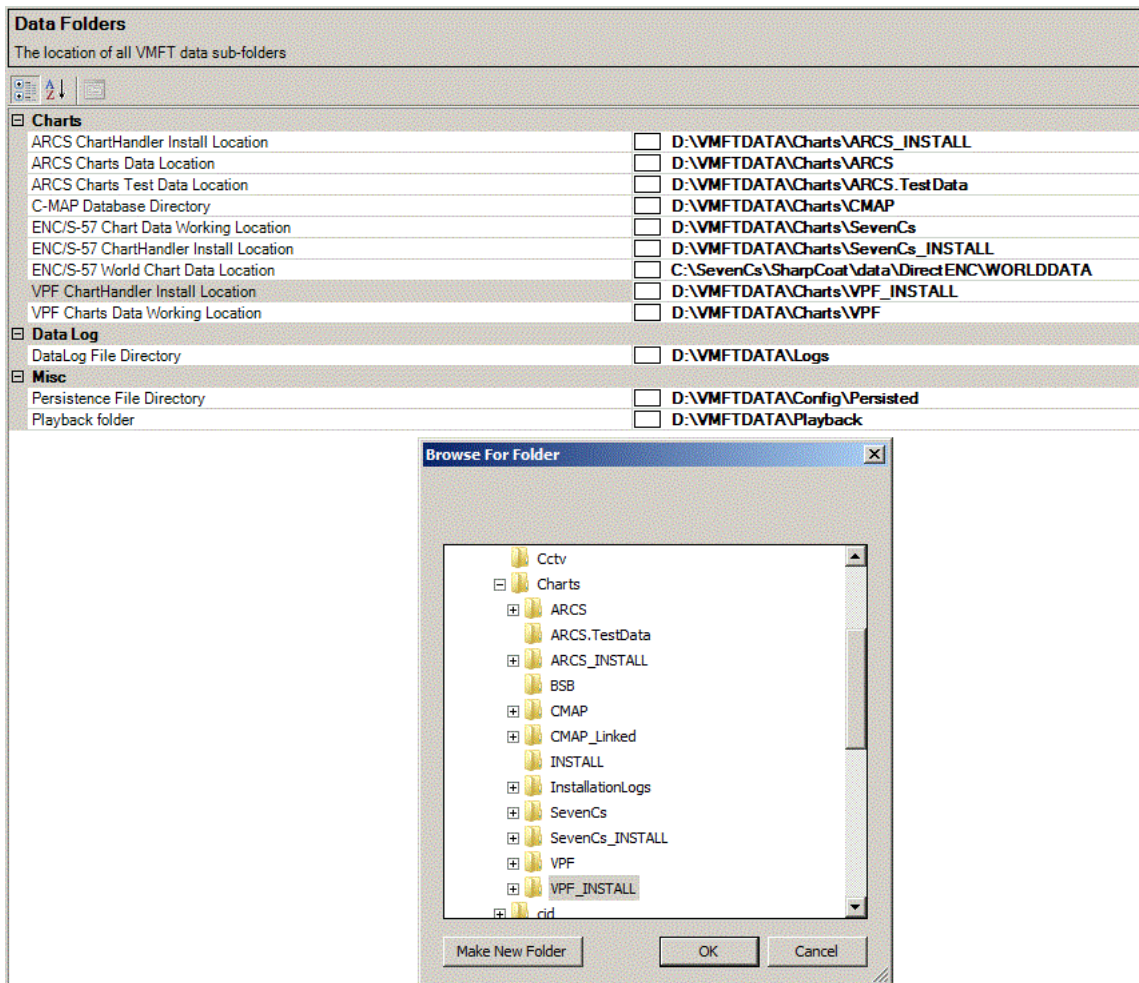 Data Folders
The location of all VMFT data sub-folders
Charts
ARCS ChartHandler Install Location D:\VMFTDATA\Charts\ARCS_INSTALL
ARCS Charts Data Location D:\VMFTDATA\Charts\ARCS
ARCS Charts Test Data Location D:\VMFTDATA\Charts\ARCS.TestData
C-MAP Database Directory D:\VMFTDATA\Charts\CMAP
ENC/S-57 Chart Data Working Location D:\VMFTDATA\Charts\SevenCs
ENC/S-57 ChartHandler Install Location D:\VMFTDATA\Charts\SevenCs_INSTALL
ENC/S-57 World Chart Data Location C:\SevenCs\SharpCoat\data\DirectENC\WORLDDATA
VPF ChartHandler Install Location D:\VMFTDATA\Charts\VPF_INSTALL
VPF Charts Data Working Location D:\VMFTDATA\Charts\VPF
Data Log
DataLog File Directory D:\VMFTDATA\Logs
Misc
Persistence File Directory D:\VMFTDATA\Config\Persisted
Playback folder D:\VMFTDATA\Playback
Browse For Folder
Cctv
Charts
ARCS
ARCS.TestData
ARCS_INSTALL
BSB
CMAP
CMAP_Linked
INSTALL
InstallationLogs
SevenCs
SevenCs_INSTALL
VPF
VPF_INSTALL
cid
Make New Folder OK Cancel